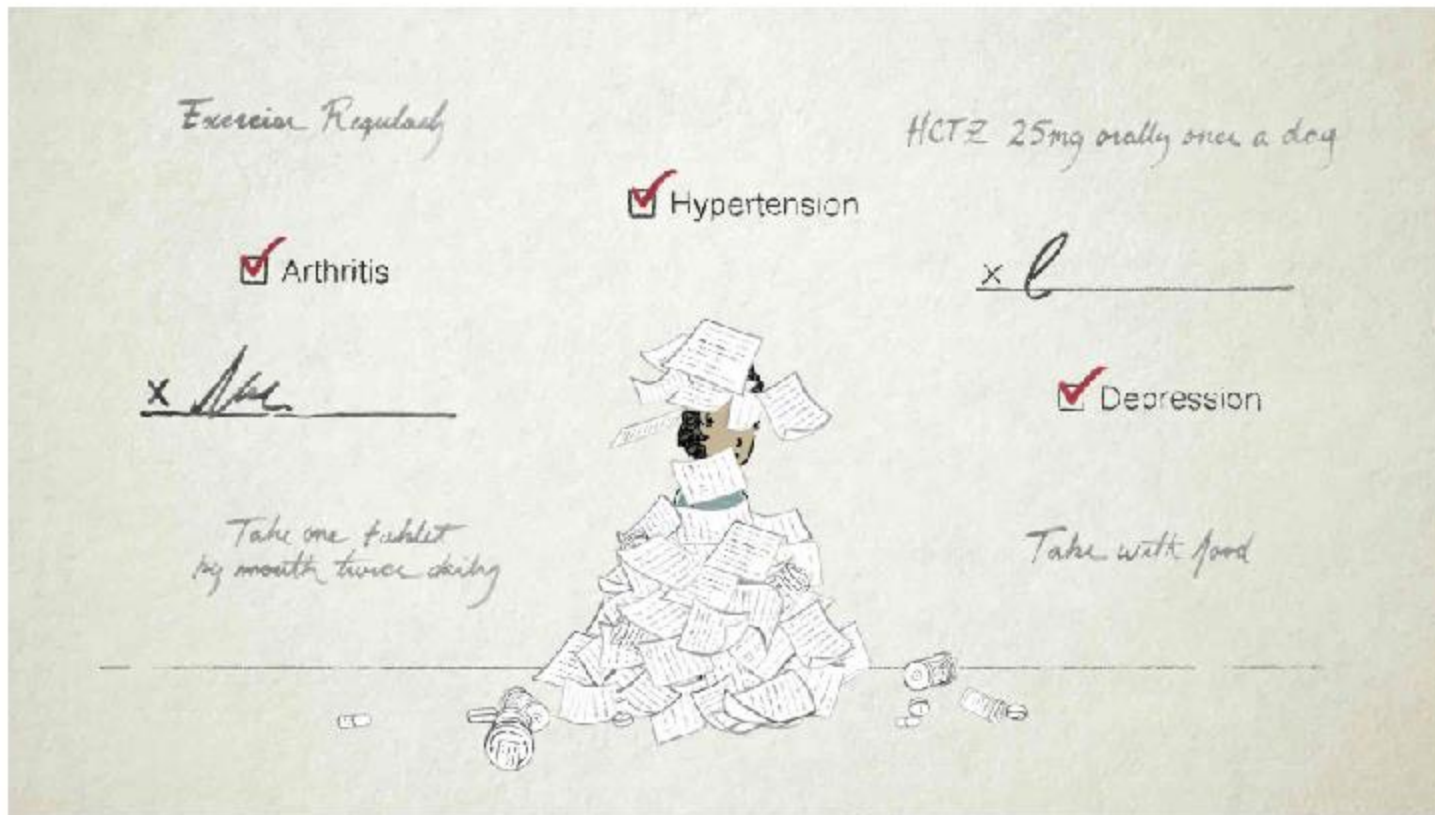 Exercise Regularly
HCTZ 25mg orally once a day
Hypertension
Arthritis
x
x
Depression
Take one tablet
by mouth twice daily
Take with food